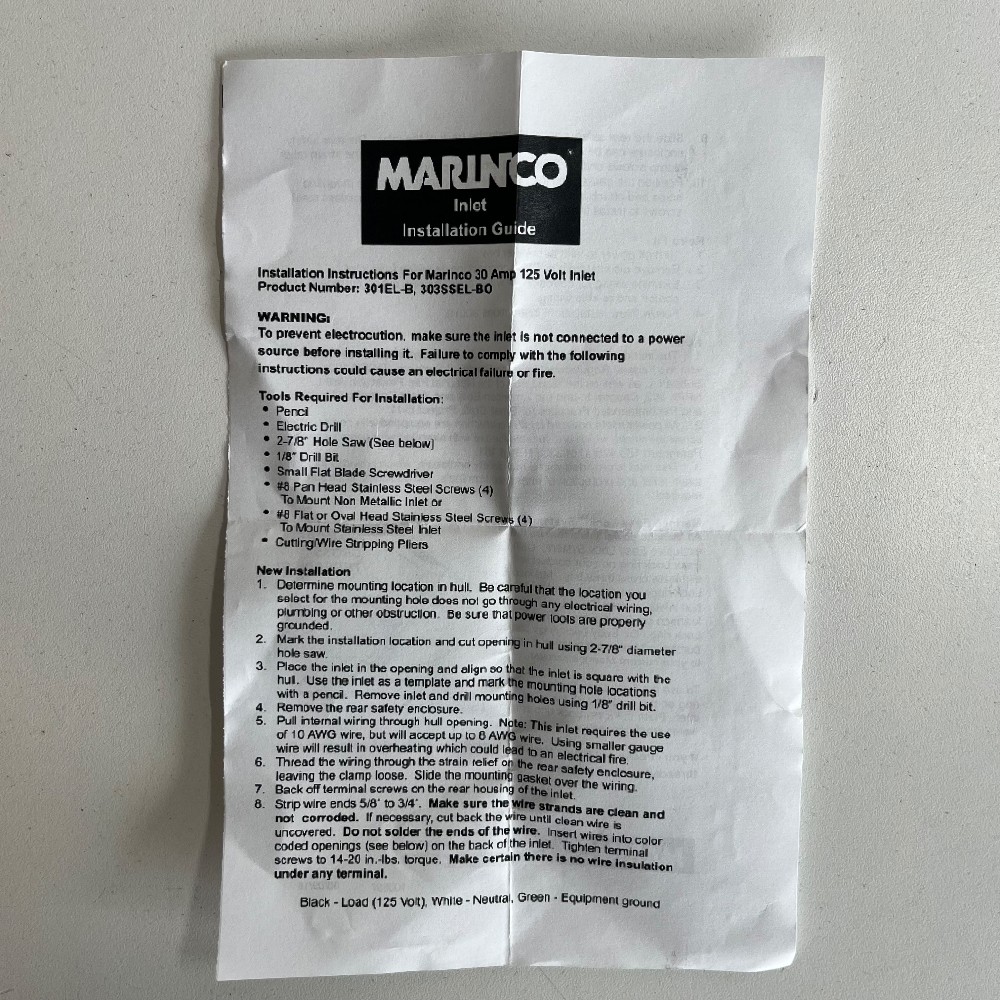 MARINCO
Inlet
Installation Guide
Installation Instructions For Marinco 30 Amp 125 Volt Inlet
Product Number: 301EL-B, 303SSEL-BO
WARNING:
To prevent electrocution, make sure the inlet is not connected to a power
source before installing it. Failure to comply with the following
instructions could cause an electrical failure or fire.
Tools Required For Installation:
• Pencil
• Electric Drill
• 2-7/8" Hole Saw (See below)
• 1/8" Drill Bit
• Small Flat Blade Screwdriver
• #8 Pan Head Stainless Steel Screws (4)
To Mount Non Metallic Inlet or
• #8 Flat or Oval Head Stainless Steel Screws (4)
To Mount Stainless Steel Inlet
• Cutting/Wire Stripping Pliers
New Installation
1. Determine mounting location in hull. Be careful that the location you
select for the mounting hole does not go through any electrical wiring,
plumbing or other obstruction. Be sure that power tools are properly
grounded.
2. Mark the installation location and cut opening in hull using 2-7/8" diameter
hole saw.
3. Place the inlet in the opening and align so that the inlet is square with the
hull. Use the inlet as a template and mark the mounting hole locations
with a pencil. Remove inlet and drill mounting holes using 1/8" drill bit.
4. Remove the rear safety enclosure.
5. Pull internal wiring through hull opening. Note: This inlet requires the use
of 10 AWG wire, but will accept up to 6 AWG wire. Using smaller gauge
wire will result in overheating which could lead to an electrical fire.
6. Thread the wiring through the strain relief on the rear safety enclosure,
leaving the clamp loose. Slide the mounting gasket over the wiring.
7. Back off terminal screws on the rear housing of the inlet.
8. Strip wire ends 5/8" to 3/4". Make sure the wire strands are clean and
not corroded. If necessary, cut back the wire until clean wire is
uncovered. Do not solder the ends of the wire. Insert wires into color
coded openings (see below) on the back of the inlet. Tighten terminal
screws to 14-20 in.-lbs. torque. Make certain there is no wire insulation
under any terminal.
Black - Load (125 Volt), White - Neutral, Green - Equipment ground